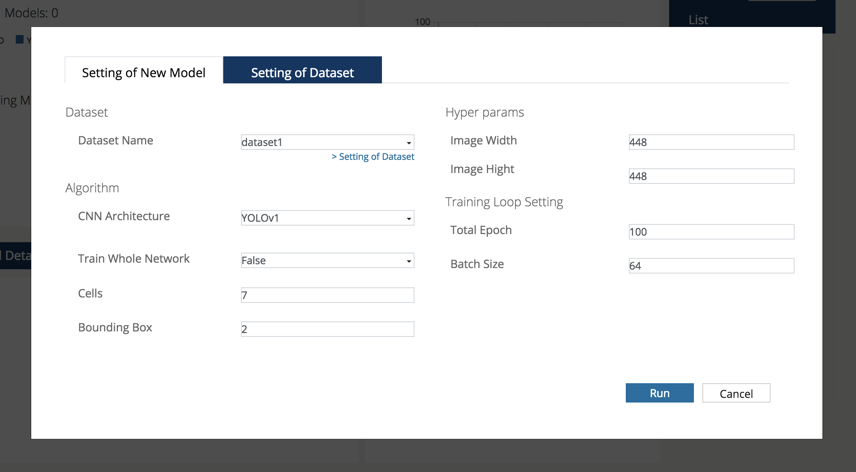 Models: 0
100
List
Setting of New Model
Setting of Dataset
Dataset
Dataset Name
dataset1
> Setting of Dataset
Algorithm
CNN Architecture
YOLOv1
Train Whole Network
False
Cells
7
Bounding Box
2
Hyper params
Image Width
448
Image Hight
448
Training Loop Setting
Total Epoch
100
Batch Size
64
Run
Cancel